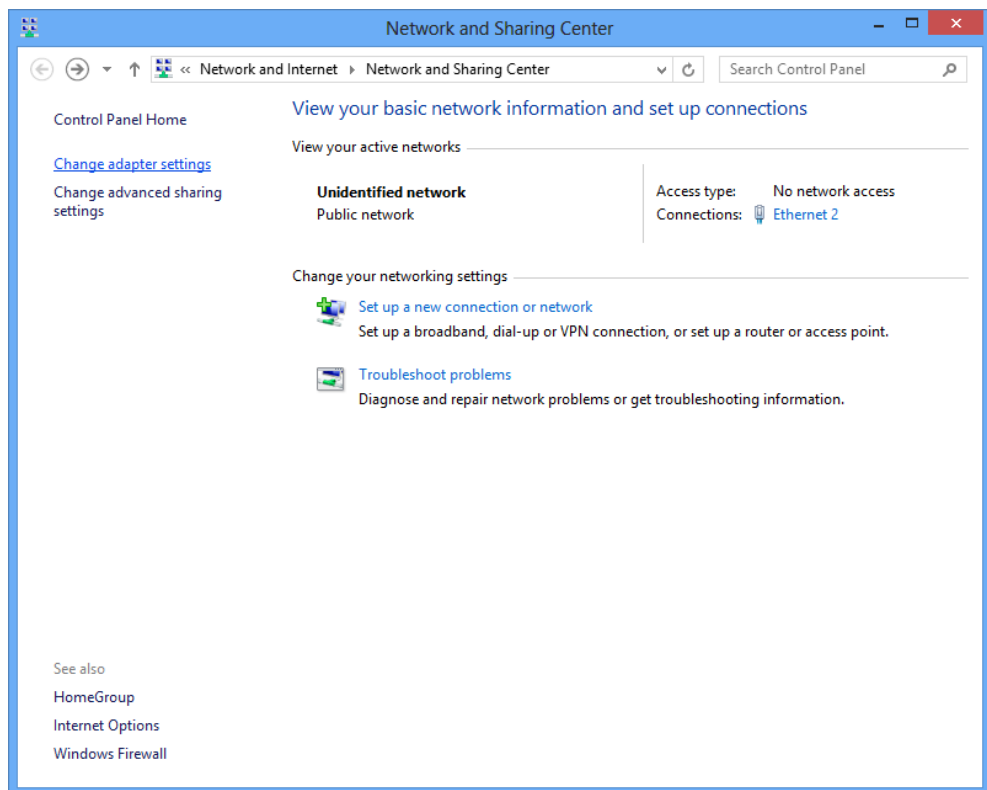 Network and Sharing Center
« Network and Internet Network and Sharing Center
Search Control Panel
Control Panel Home
Change adapter settings
Change advanced sharing
settings
View your basic network information and set up connections
View your active networks
Unidentified network
Public network
Access type: No network access
Connections: Ethernet 2
Change your networking settings
Set up a new connection or network
Set up a broadband, dial-up or VPN connection, or set up a router or access point.
Troubleshoot problems
Diagnose and repair network problems or get troubleshooting information.
See also
HomeGroup
Internet Options
Windows Firewall